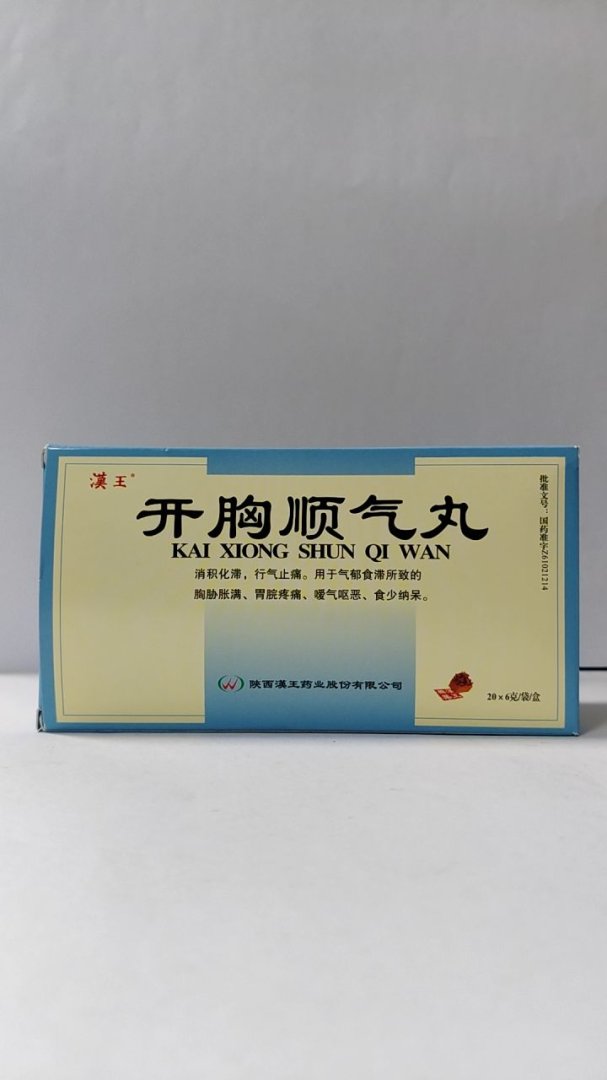 漢王®
开胸顺气丸
KAI XIONG SHUN QI WAN
消积化滞，行气止痛。用于气郁食滞所致的
胸胁胀满、胃脘疼痛、嗳气呕恶、食少纳呆。
陕西漢王药业股份有限公司
20×6克/袋/盒
批准文号：国药准字Z61021214